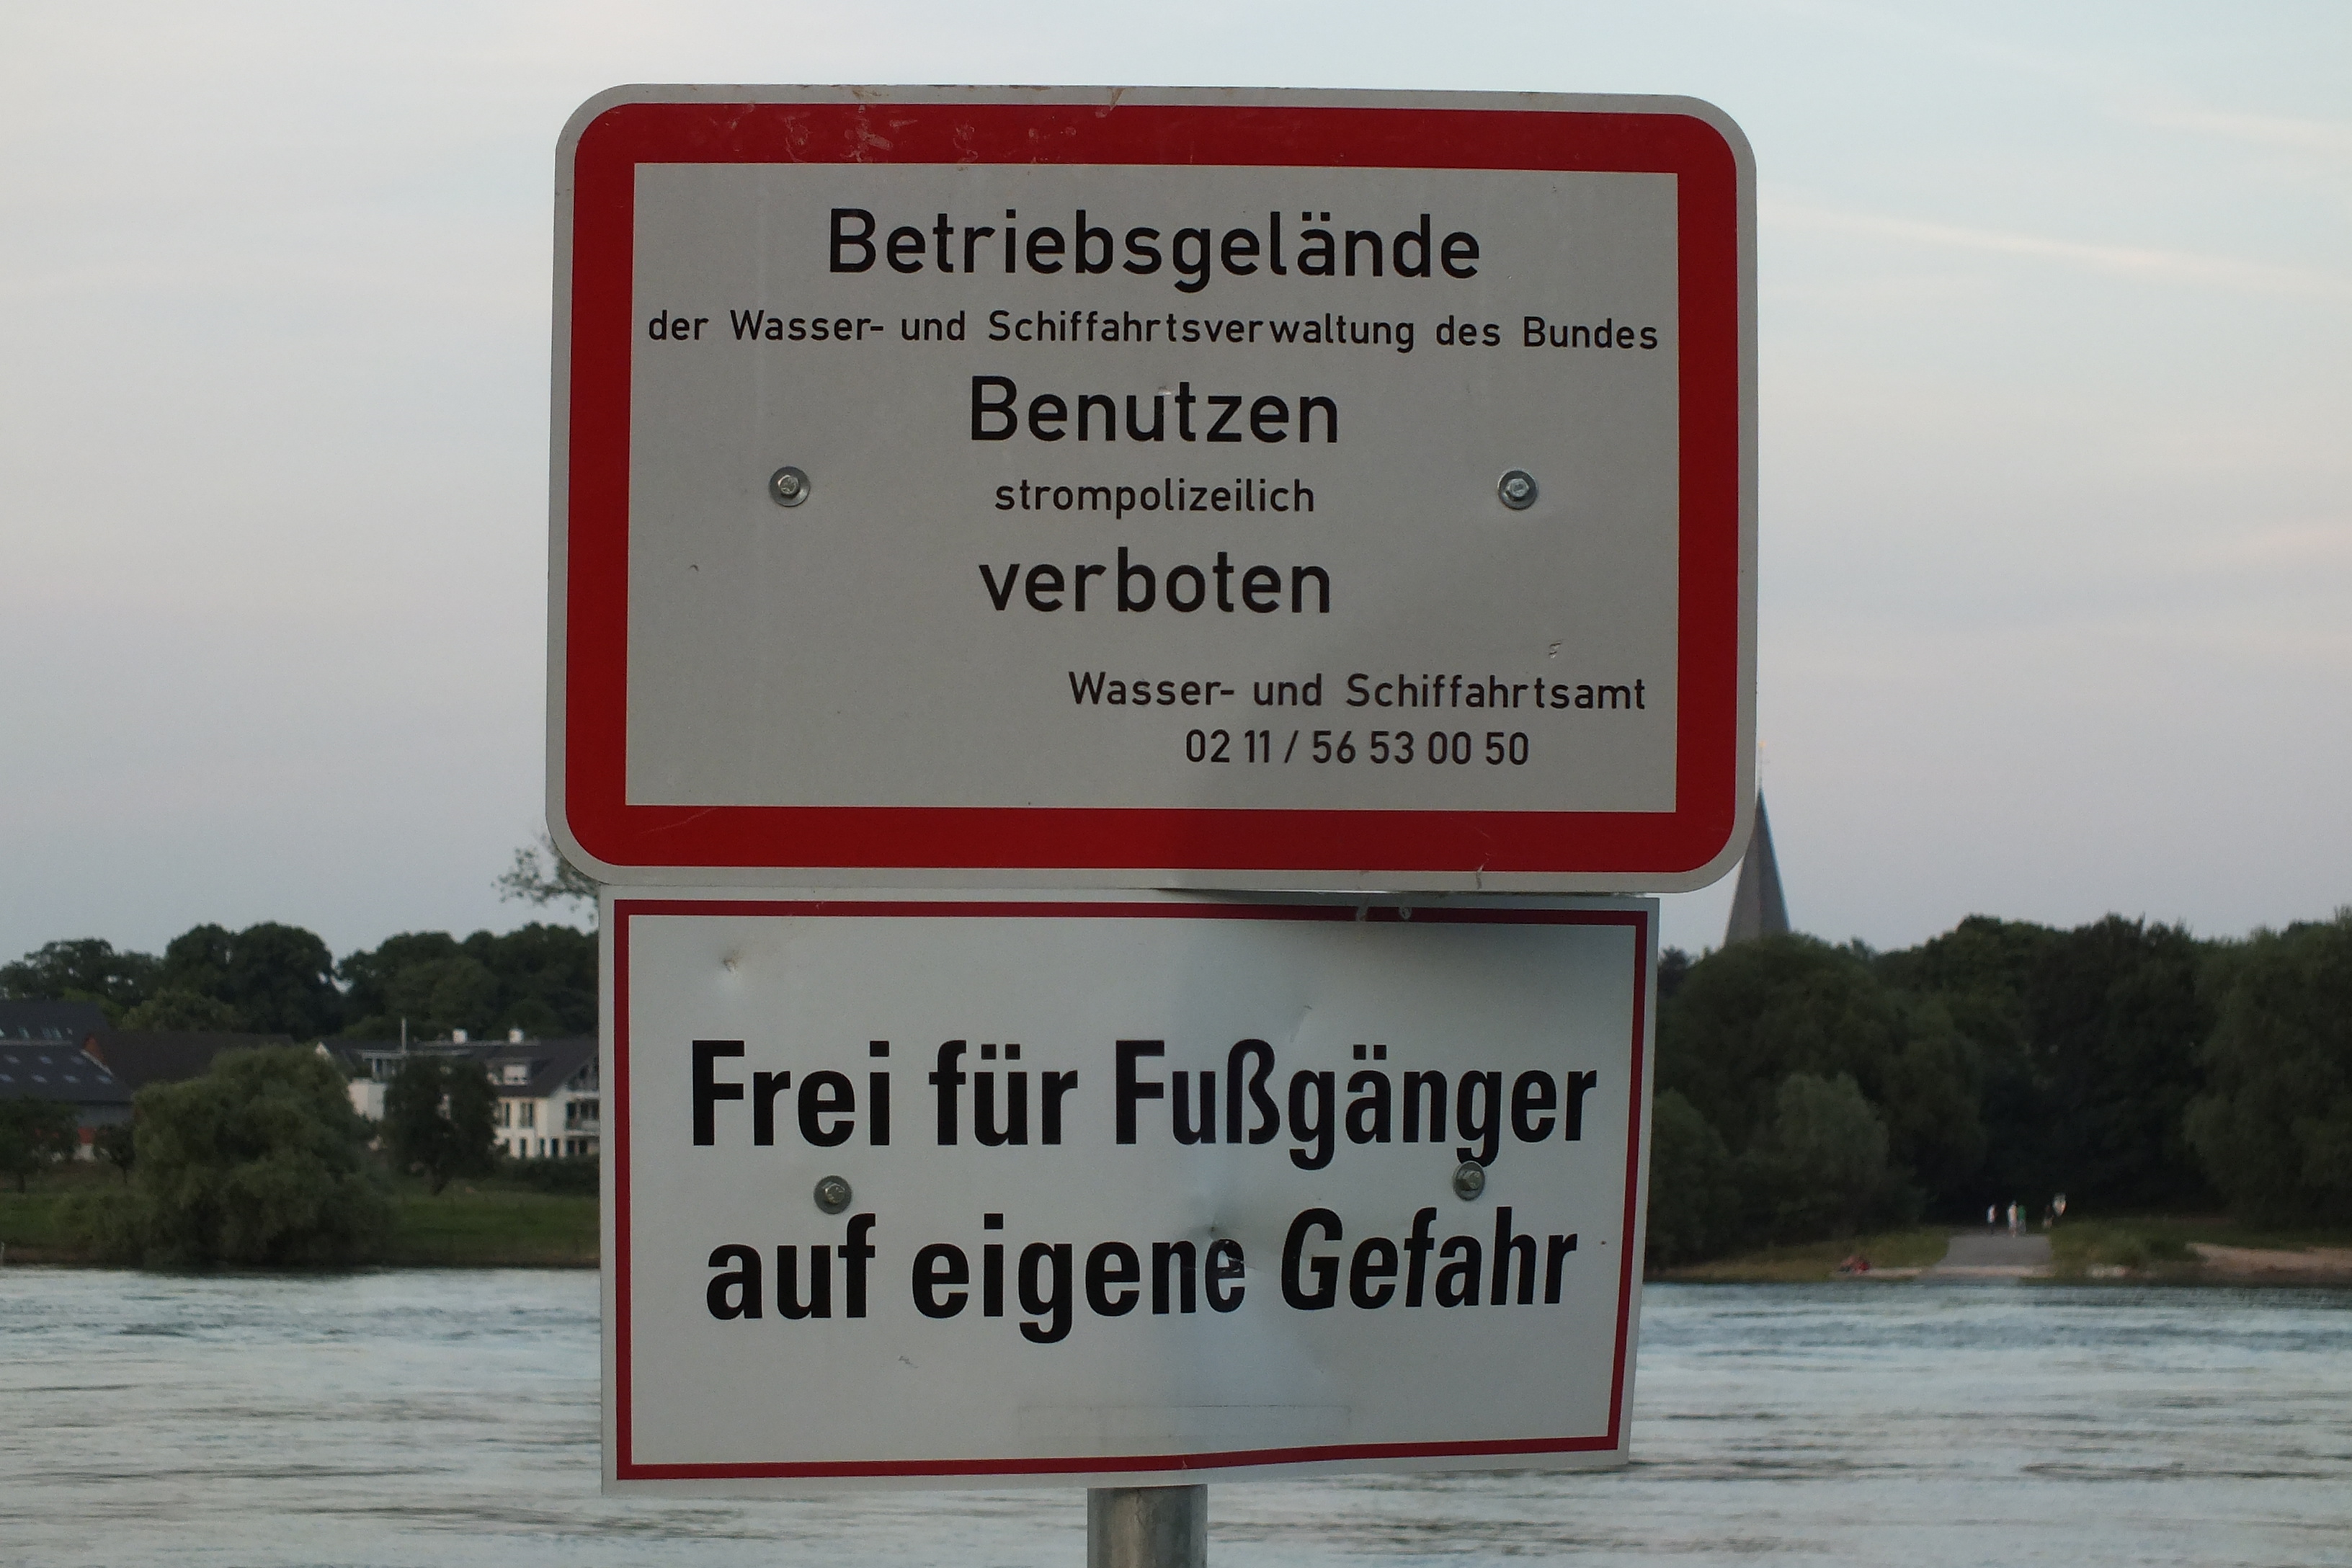 Betriebsgelände
der Wasser- und Schiffahrtsverwaltung des Bundes
Benutzen
strompolizeilich
verboten
Wasser- und Schiffahrtsamt
02 11 / 56 53 00 50
Frei für Fußgänger
auf eigene Gefahr